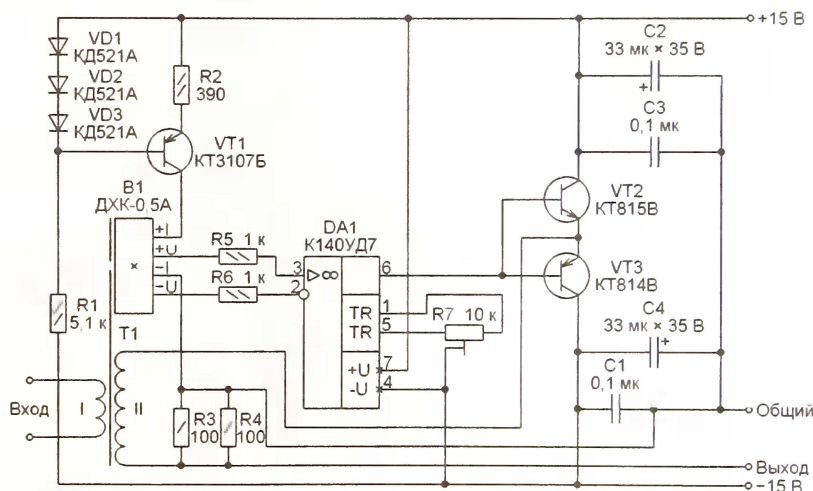 VD1
КД521А
VD2
КД521А
VD3
КД521А
R2
390
VT1
КТ3107Б
B1
ДХК-0,5А
×
+I
+U
-I
-U
R1
5,1 к
R5 1 к
R6 1 к
DA1
К140УД7
3
2
▷∞
6
TR
1
TR
5
+U
7
-U
4
R7 10 к
T1
Вход
I
II
R3
100
R4
100
VT2
КТ815В
VT3
КТ814В
C2
33 мк × 35 В
+
C3
0,1 мк
C4
33 мк × 35 В
+
C1
0,1 мк
+15 В
Общий
Выход
−15 В